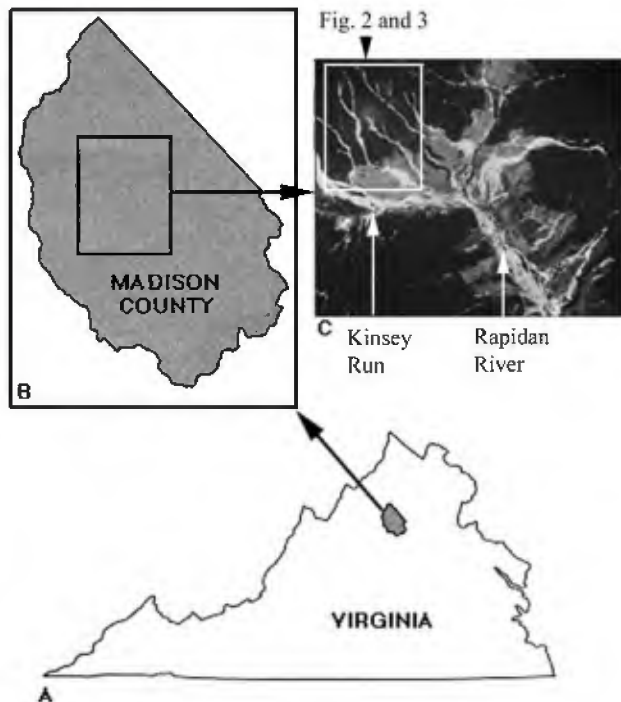 Fig. 2 and 3
MADISON
COUNTY
B
C
Kinsey
Run
Rapidan
River
VIRGINIA
A